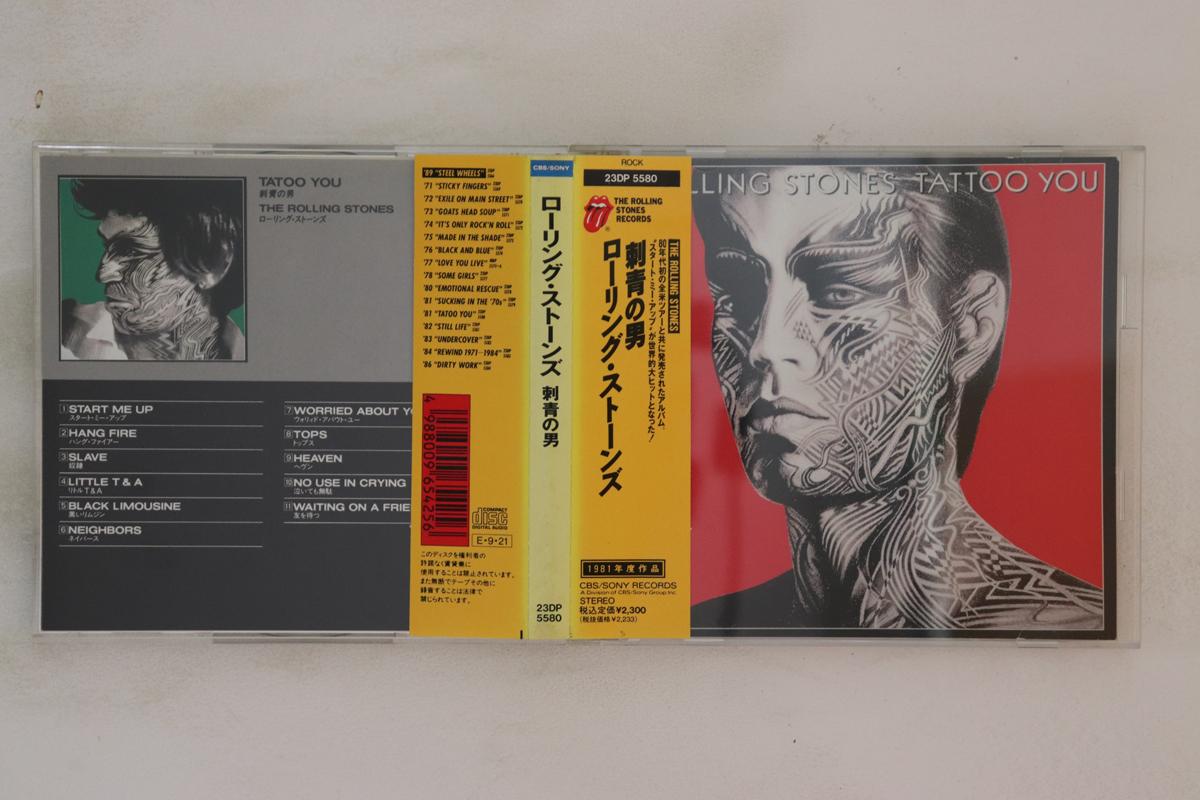 TATOO YOU
刺青の男
THE ROLLING STONES
ローリング・ストーンズ
1 START ME UP
スタート・ミー・アップ
2 HANG FIRE
ハング・ファイアー
3 SLAVE
奴隷
4 LITTLE T & A
リトルT&A
5 BLACK LIMOUSINE
黒いリムジン
6 NEIGHBORS
ネイバース
7 WORRIED ABOUT YO
ウォリィド・アバウト・ユー
8 TOPS
トップス
9 HEAVEN
ヘヴン
10 NO USE IN CRYING
泣いても無駄
11 WAITING ON A FRIE
友を待つ
'89 "STEEL WHEELS"
'71 "STICKY FINGERS"
'72 "EXILE ON MAIN STREET"
'73 "GOATS HEAD SOUP"
'74 "IT'S ONLY ROCK'N ROLL"
'75 "MADE IN THE SHADE"
'76 "BLACK AND BLUE"
'77 "LOVE YOU LIVE"
'78 "SOME GIRLS"
'80 "EMOTIONAL RESCUE"
'81 "SUCKING IN THE '70s"
'81 "TATOO YOU"
'82 "STILL LIFE"
'83 "UNDERCOVER"
'84 "REWIND 1971-1984"
'86 "DIRTY WORK"
4 988009 654256
COMPACT
disc
DIGITAL AUDIO
E・9・21
このディスクを権利者の
許諾なく賃貸業に
使用することは禁止されています。
また無断でテープその他に
録音することは法律で
禁じられています。
CBS/SONY
ローリング・ストーンズ 刺青の男
23DP
5580
ROCK
23DP 5580
THE ROLLING
STONES
RECORDS
THE ROLLING STONES
80年代初の全米ツアーと共に発売されたアルバム。
"スタート・ミー・アップ"が世界的大ヒットとなった!
刺青の男
ローリング・ストーンズ
1981年度作品
CBS/SONY RECORDS
A Division of CBS/Sony Group Inc.
STEREO
税込定価¥2,300
(税抜価格¥2,233)
LLING STONES TATTOO YOU